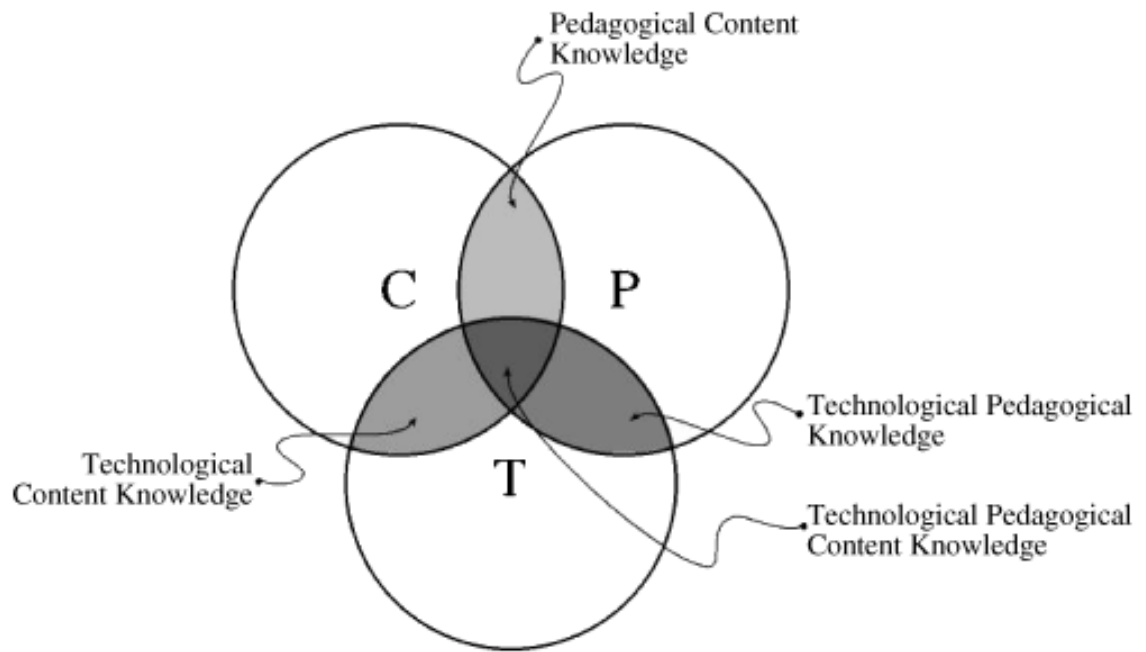 Pedagogical Content
Knowledge
C
P
Technological Pedagogical
Knowledge
Technological
Content Knowledge
T
Technological Pedagogical
Content Knowledge